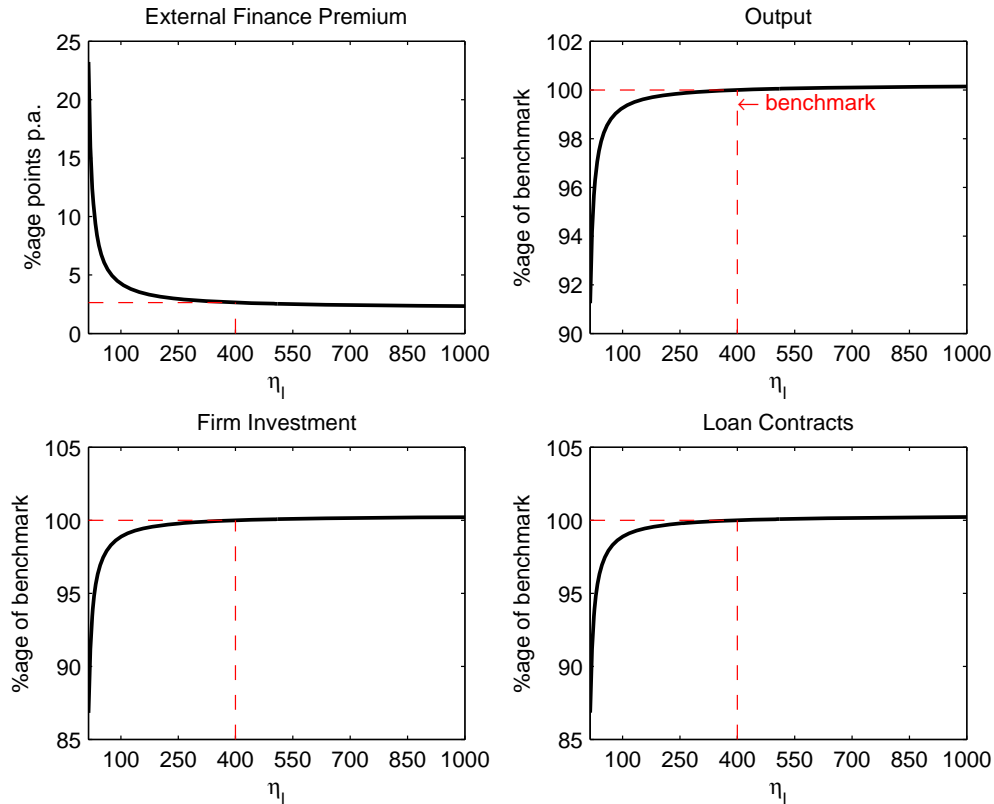 External Finance Premium
%age points p.a.
25
20
15
10
5
0
100 250 400 550 700 850 1000
η_l
Output
%age of benchmark
102
100
98
96
94
92
90
← benchmark
100 250 400 550 700 850 1000
η_l
Firm Investment
%age of benchmark
105
100
95
90
85
100 250 400 550 700 850 1000
η_l
Loan Contracts
%age of benchmark
105
100
95
90
85
100 250 400 550 700 850 1000
η_l